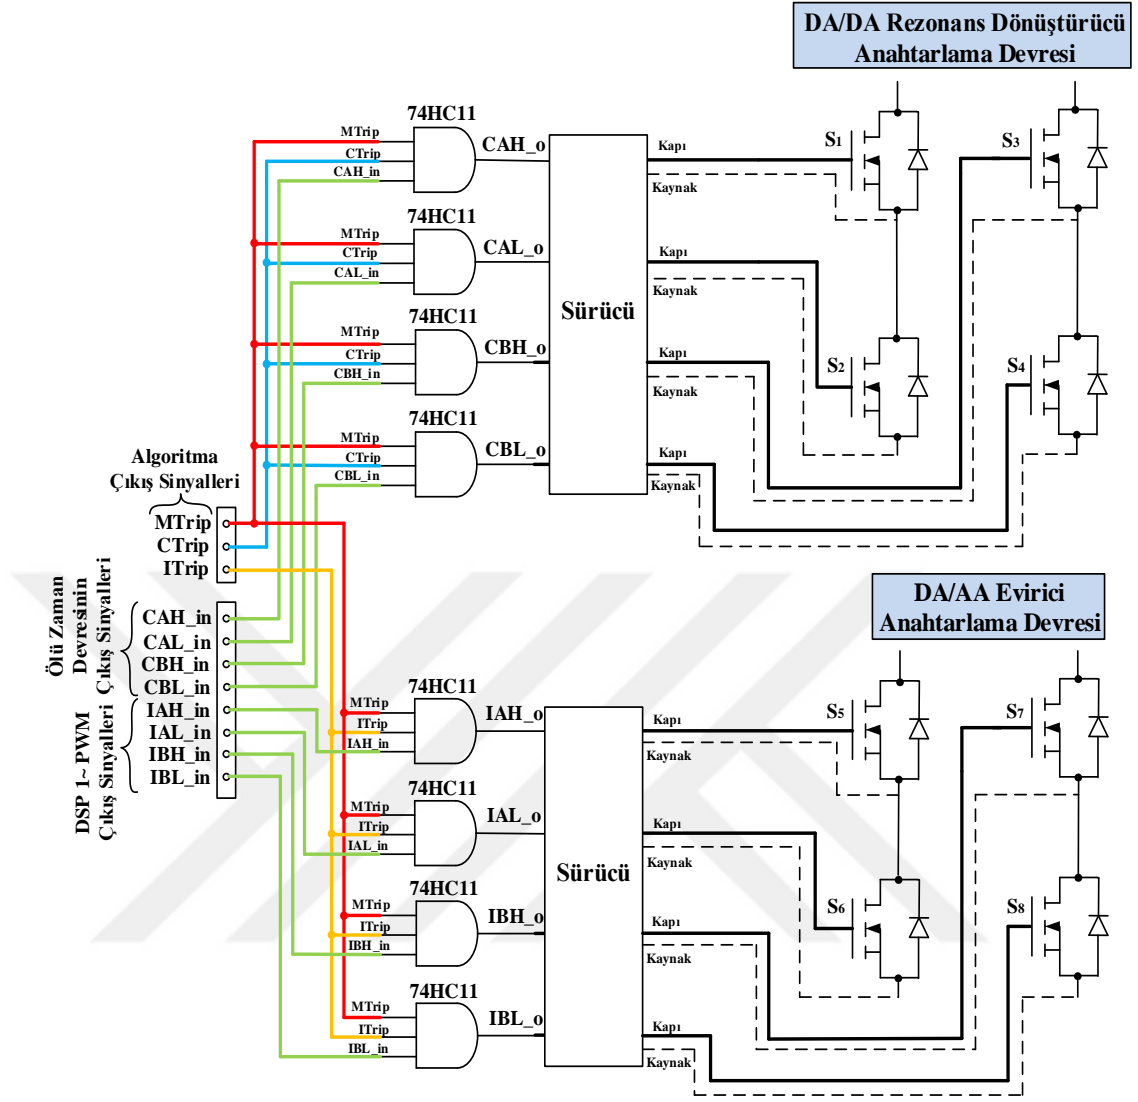 DA/DA Rezonans Dönüştürücü
Anahtarlama Devresi
74HC11
MTrip
CTrip
CAH_in
CAH_o
74HC11
MTrip
CTrip
CAL_in
CAL_o
74HC11
MTrip
CTrip
CBH_in
CBH_o
74HC11
MTrip
CTrip
CBL_in
CBL_o
Sürücü
Kapı
Kaynak
Kapı
Kaynak
Kapı
Kaynak
Kapı
Kaynak
S1
S3
S2
S4
Algoritma
Çıkış Sinyalleri
MTrip
CTrip
ITrip
Ölü Zaman
Devresinin
Çıkış Sinyalleri
CAH_in
CAL_in
CBH_in
CBL_in
DSP 1~ PWM
Çıkış Sinyalleri
IAH_in
IAL_in
IBH_in
IBL_in
DA/AA Evirici
Anahtarlama Devresi
74HC11
MTrip
ITrip
IAH_in
IAH_o
74HC11
MTrip
ITrip
IAL_in
IAL_o
74HC11
MTrip
ITrip
IBH_in
IBH_o
74HC11
MTrip
ITrip
IBL_in
IBL_o
Sürücü
Kapı
Kaynak
Kapı
Kaynak
Kapı
Kaynak
Kapı
Kaynak
S5
S7
S6
S8